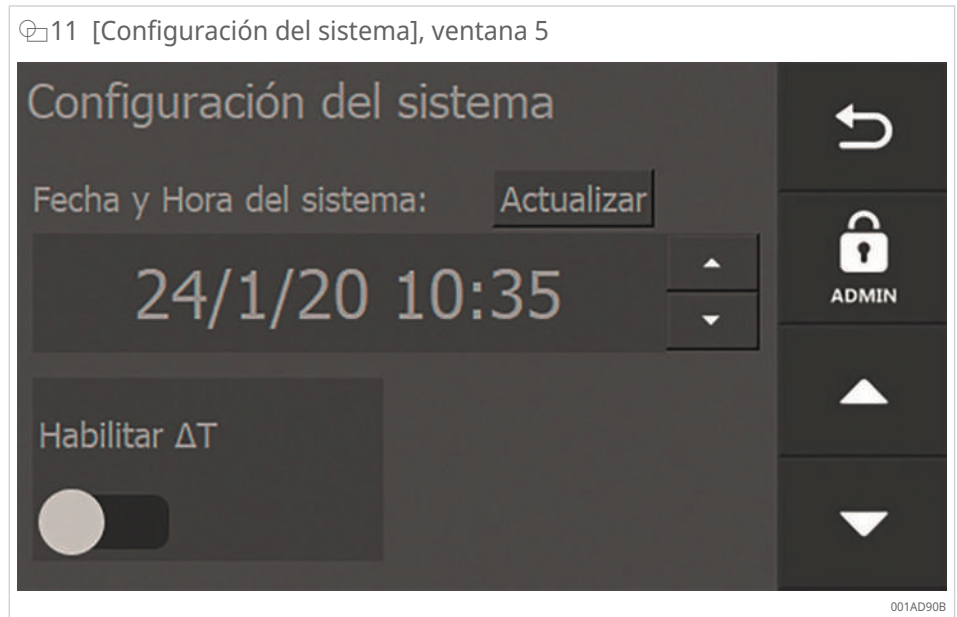 11 [Configuración del sistema], ventana 5
Configuración del sistema
Fecha y Hora del sistema: Actualizar
24/1/20 10:35
ADMIN
Habilitar ΔT
001AD90B